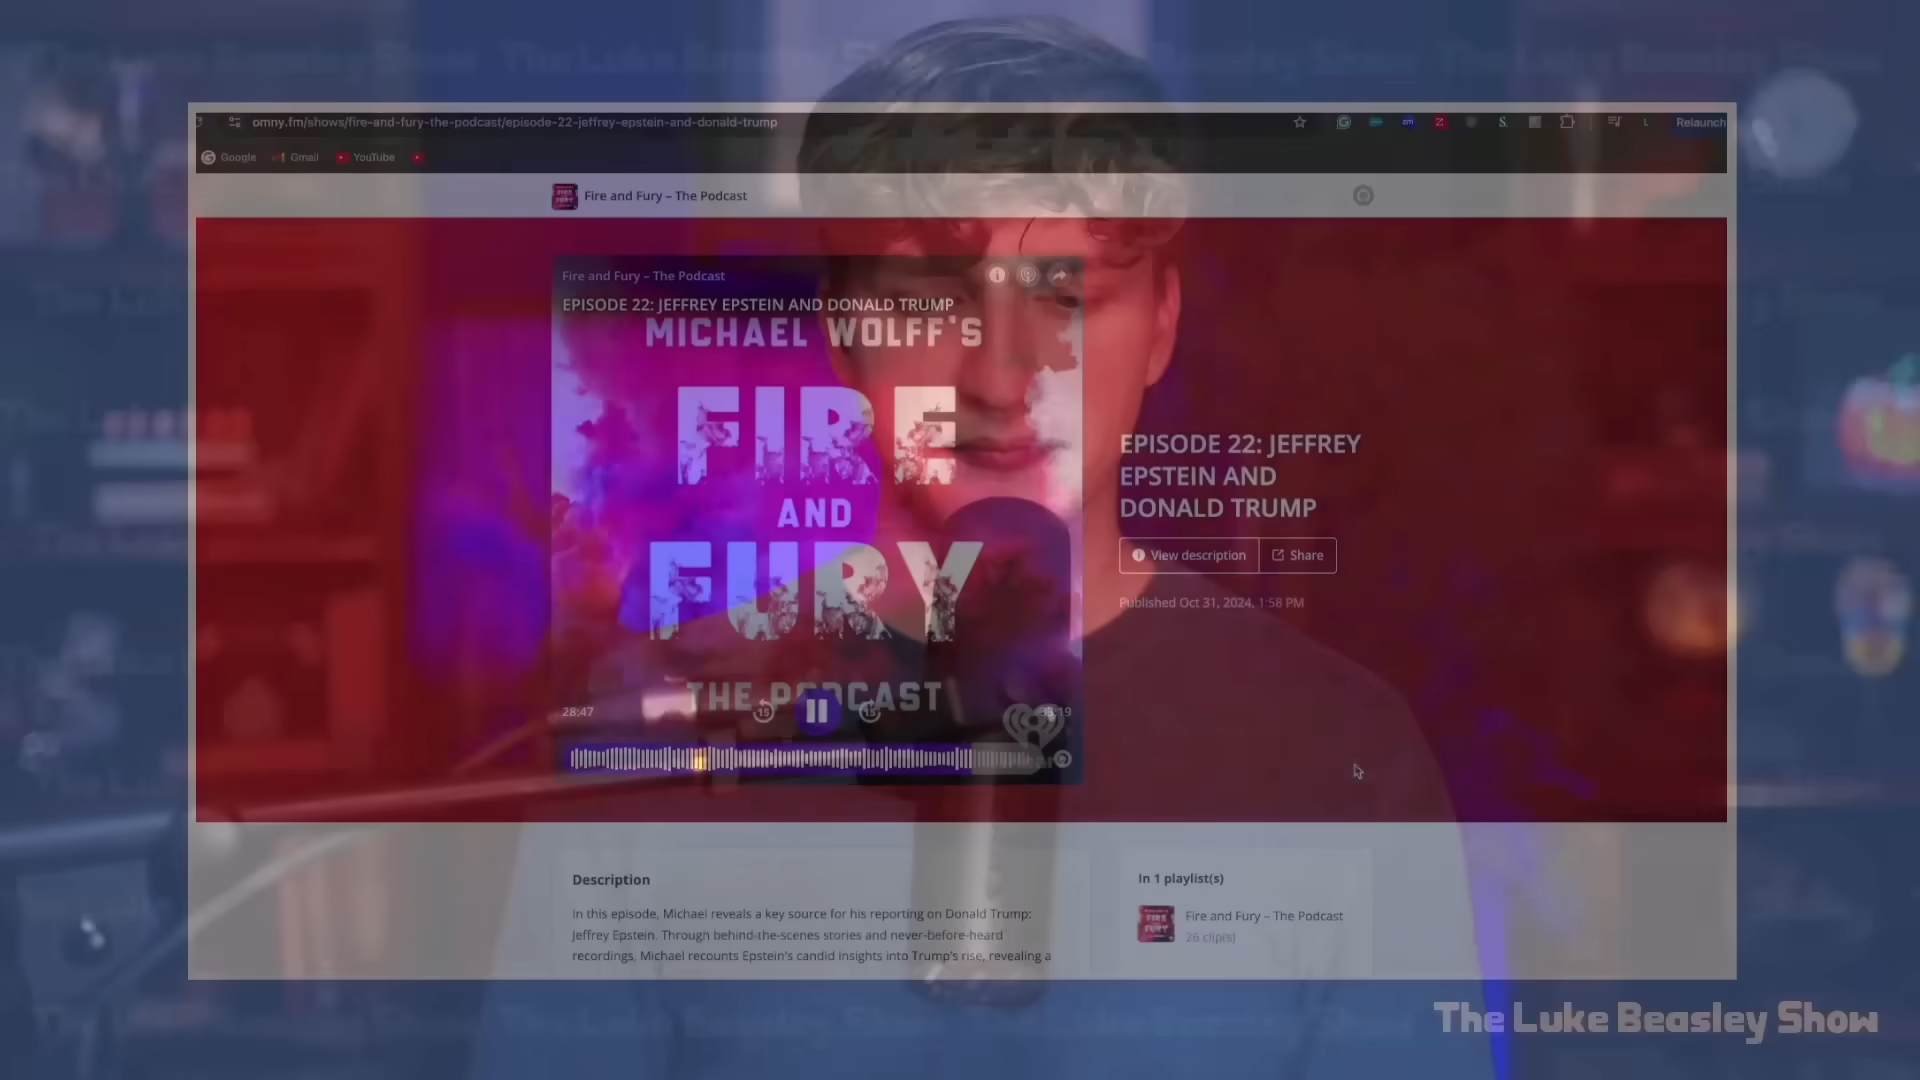 omny.fm/shows/fire-and-fury-the-podcast/episode-22-jeffrey-epstein-and-donald-trump
Relaunch
Google
Gmail
YouTube
Fire and Fury – The Podcast
Fire and Fury – The Podcast
EPISODE 22: JEFFREY EPSTEIN AND DONALD TRUMP
MICHAEL WOLFF'S
FIRE
AND
FURY
THE PODCAST
28:47
15
15
EPISODE 22: JEFFREY
EPSTEIN AND
DONALD TRUMP
View description
Share
Published Oct 31, 2024, 1:58 PM
Description
In this episode, Michael reveals a key source for his reporting on Donald Trump:
Jeffrey Epstein. Through behind-the-scenes stories and never-before-heard
recordings, Michael recounts Epstein's candid insights into Trump's rise, revealing a
In 1 playlist(s)
Fire and Fury – The Podcast
26 clip(s)
The Luke Beasley Show